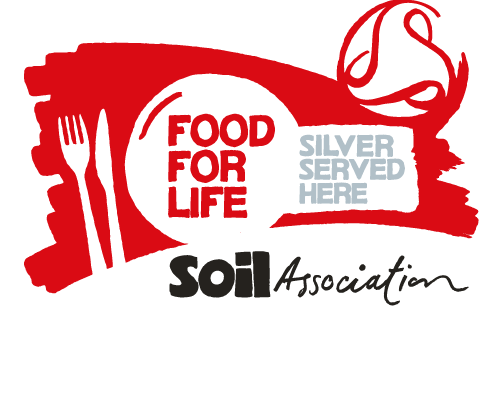 FOOD
FOR
LIFE
SILVER
SERVED
HERE
Soil Association